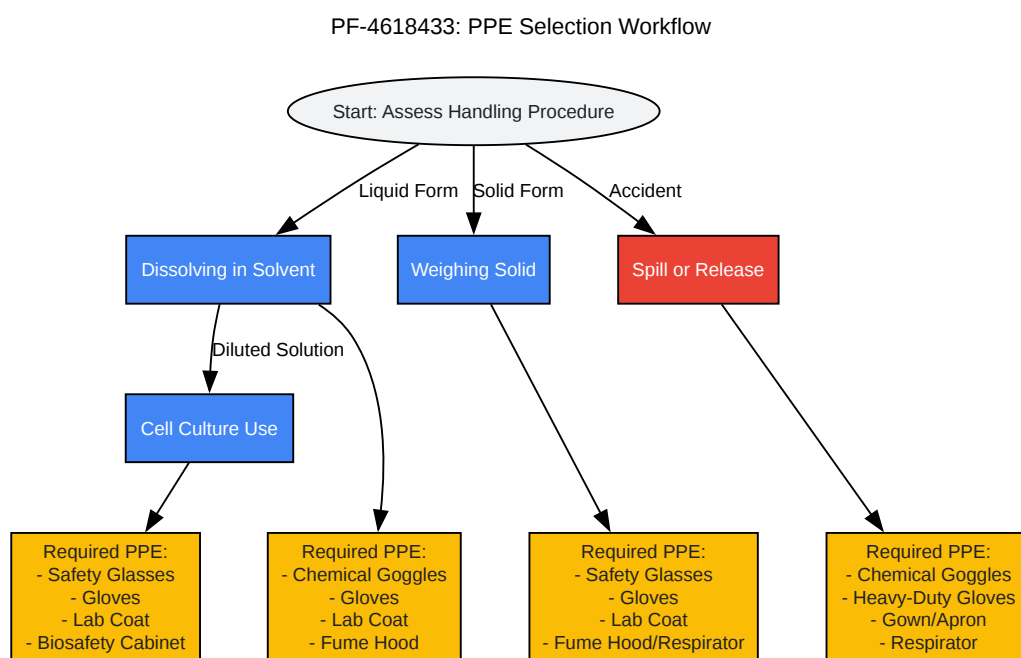 PF-4618433: PPE Selection Workflow
Start: Assess Handling Procedure
Liquid Form
Solid Form
Accident
Dissolving in Solvent
Weighing Solid
Spill or Release
Diluted Solution
Cell Culture Use
Required PPE:
- Safety Glasses
- Gloves
- Lab Coat
- Biosafety Cabinet
Required PPE:
- Chemical Goggles
- Gloves
- Lab Coat
- Fume Hood
Required PPE:
- Safety Glasses
- Gloves
- Lab Coat
- Fume Hood/Respirator
Required PPE:
- Chemical Goggles
- Heavy-Duty Gloves
- Gown/Apron
- Respirator